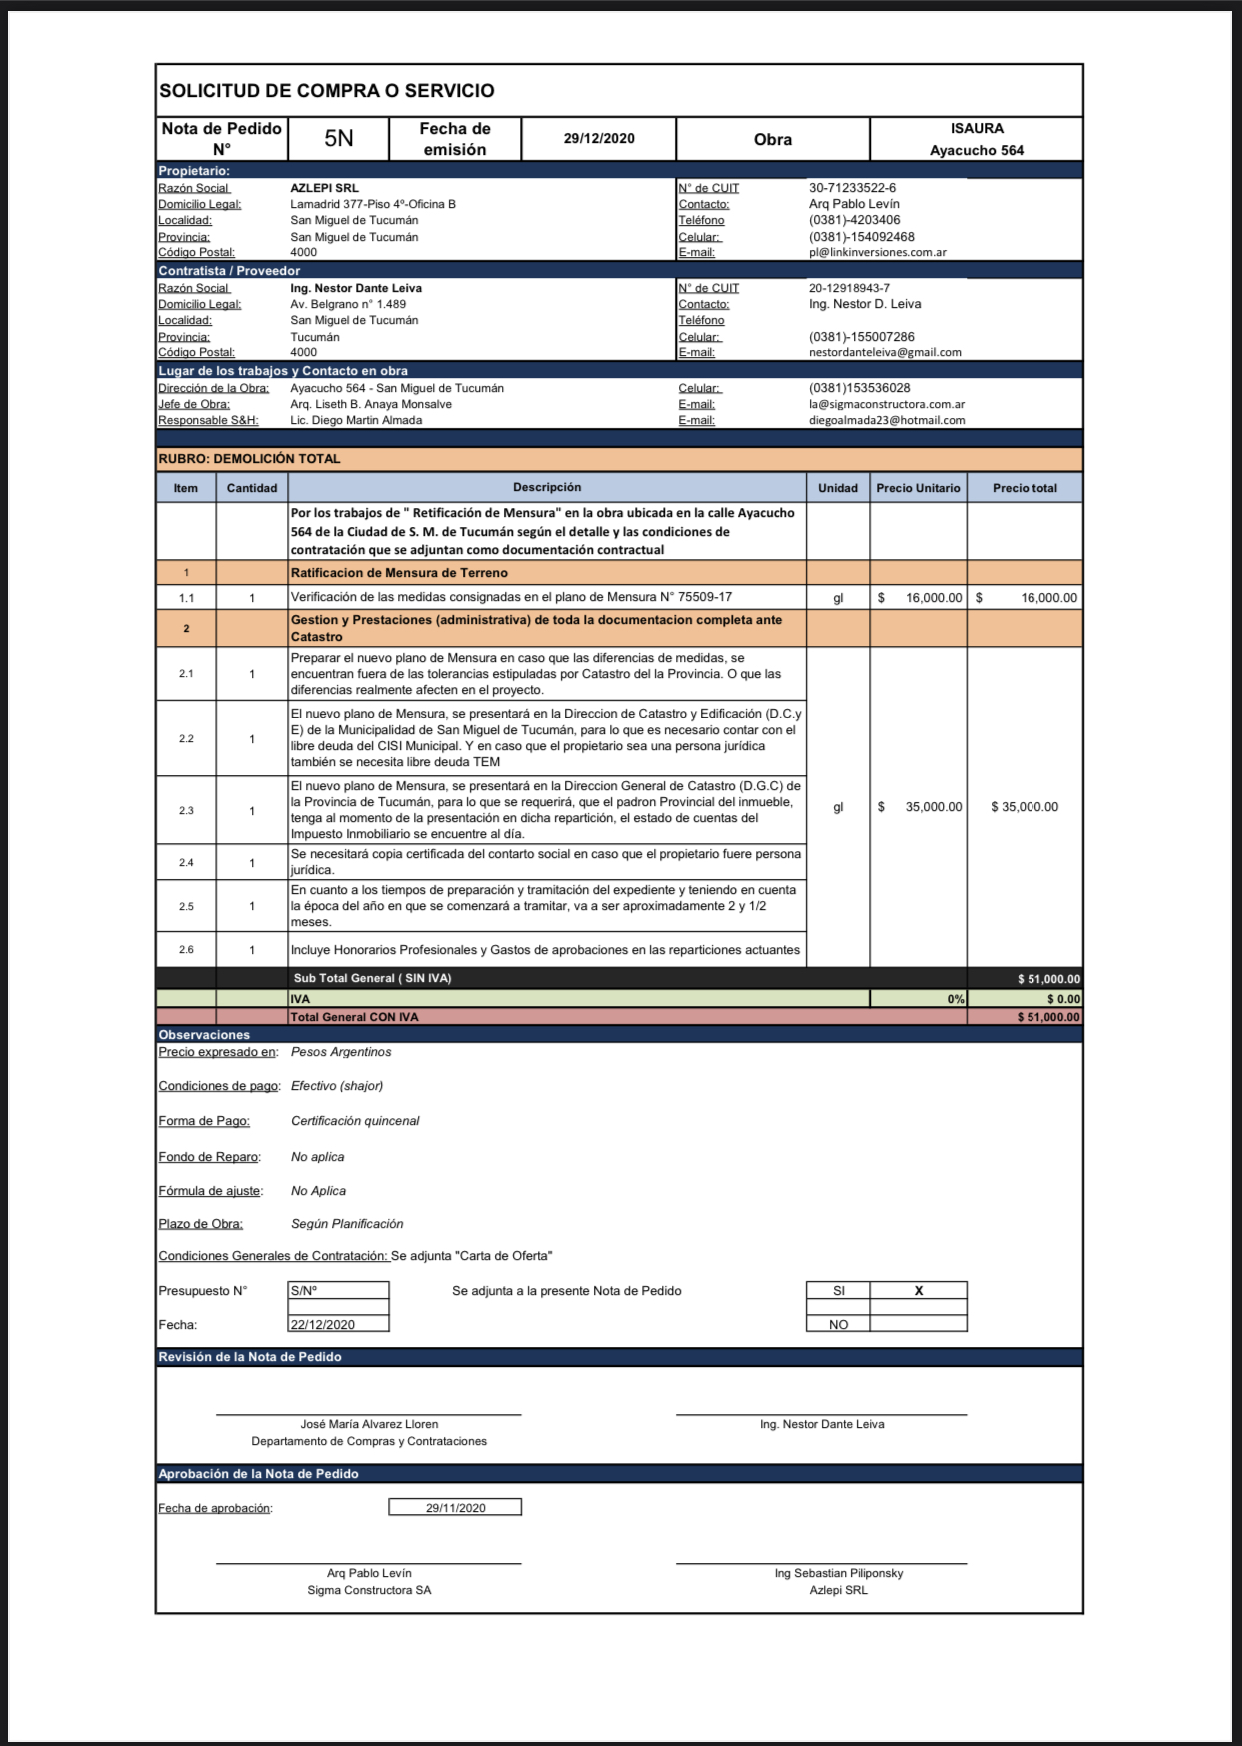 SOLICITUD DE COMPRA O SERVICIO
Nota de Pedido N° 5N Fecha de emisión 29/12/2020 Obra ISAURA Ayacucho 564
Propietario:
Razón Social AZLEPI SRL N° de CUIT 30-71233522-6
Domicilio Legal: Lamadrid 377-Piso 4º-Oficina B Contacto: Arq Pablo Levín
Localidad: San Miguel de Tucumán Teléfono (0381)-4203406
Provincia: San Miguel de Tucumán Celular: (0381)-154092468
Código Postal: 4000 E-mail: pl@linkinversiones.com.ar
Contratista / Proveedor
Razón Social Ing. Nestor Dante Leiva N° de CUIT 20-12918943-7
Domicilio Legal: Av. Belgrano n° 1.489 Contacto: Ing. Nestor D. Leiva
Localidad: San Miguel de Tucumán Teléfono
Provincia: Tucumán Celular: (0381)-155007286
Código Postal: 4000 E-mail: nestordanteleiva@gmail.com
Lugar de los trabajos y Contacto en obra
Dirección de la Obra: Ayacucho 564 - San Miguel de Tucumán Celular: (0381)153536028
Jefe de Obra: Arq. Liseth B. Anaya Monsalve E-mail: la@sigmaconstructora.com.ar
Responsable S&H: Lic. Diego Martin Almada E-mail: diegoalmada23@hotmail.com
RUBRO: DEMOLICIÓN TOTAL
Item Cantidad Descripción Unidad Precio Unitario Precio total
Por los trabajos de " Retificación de Mensura" en la obra ubicada en la calle Ayacucho
564 de la Ciudad de S. M. de Tucumán según el detalle y las condiciones de
contratación que se adjuntan como documentación contractual
1 Ratificacion de Mensura de Terreno
1.1 1 Verificación de las medidas consignadas en el plano de Mensura N° 75509-17 gl $ 16,000.00 $ 16,000.00
2 Gestion y Prestaciones (administrativa) de toda la documentacion completa ante
Catastro
2.1 1 Preparar el nuevo plano de Mensura en caso que las diferencias de medidas, se
encuentran fuera de las tolerancias estipuladas por Catastro del la Provincia. O que las
diferencias realmente afecten en el proyecto.
2.2 1 El nuevo plano de Mensura, se presentará en la Direccion de Catastro y Edificación (D.C.y
E) de la Municipalidad de San Miguel de Tucumán, para lo que es necesario contar con el
libre deuda del CISI Municipal. Y en caso que el propietario sea una persona jurídica
también se necesita libre deuda TEM
2.3 1 El nuevo plano de Mensura, se presentará en la Direccion General de Catastro (D.G.C) de
la Provincia de Tucumán, para lo que se requerirá, que el padron Provincial del inmueble,
tenga al momento de la presentación en dicha repartición, el estado de cuentas del
Impuesto Inmobiliario se encuentre al día.
gl $ 35,000.00 $ 35,000.00
2.4 1 Se necesitará copia certificada del contarto social en caso que el propietario fuere persona
jurídica.
2.5 1 En cuanto a los tiempos de preparación y tramitación del expediente y teniendo en cuenta
la época del año en que se comenzará a tramitar, va a ser aproximadamente 2 y 1/2
meses.
2.6 1 Incluye Honorarios Profesionales y Gastos de aprobaciones en las reparticiones actuantes
Sub Total General ( SIN IVA) $ 51,000.00
IVA 0% $ 0.00
Total General CON IVA $ 51,000.00
Observaciones
Precio expresado en: Pesos Argentinos
Condiciones de pago: Efectivo (shajor)
Forma de Pago: Certificación quincenal
Fondo de Reparo: No aplica
Fórmula de ajuste: No Aplica
Plazo de Obra: Según Planificación
Condiciones Generales de Contratación: Se adjunta "Carta de Oferta"
Presupuesto N° S/Nº Se adjunta a la presente Nota de Pedido SI X
Fecha: 22/12/2020 NO
Revisión de la Nota de Pedido
José María Alvarez Lloren Ing. Nestor Dante Leiva
Departamento de Compras y Contrataciones
Aprobación de la Nota de Pedido
Fecha de aprobación: 29/11/2020
Arq Pablo Levín Ing Sebastian Piliponsky
Sigma Constructora SA Azlepi SRL